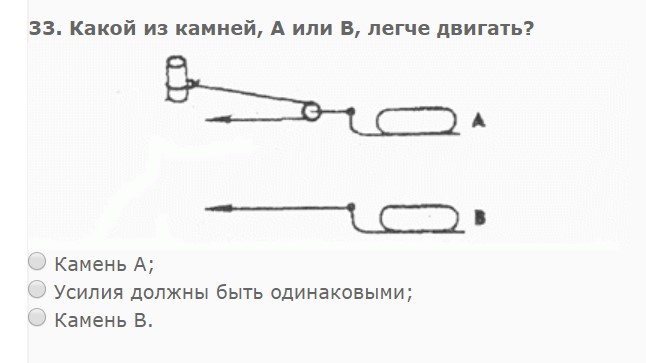 33. Какой из камней, А или В, легче двигать?
A
B
Камень А;
Усилия должны быть одинаковыми;
Камень В.